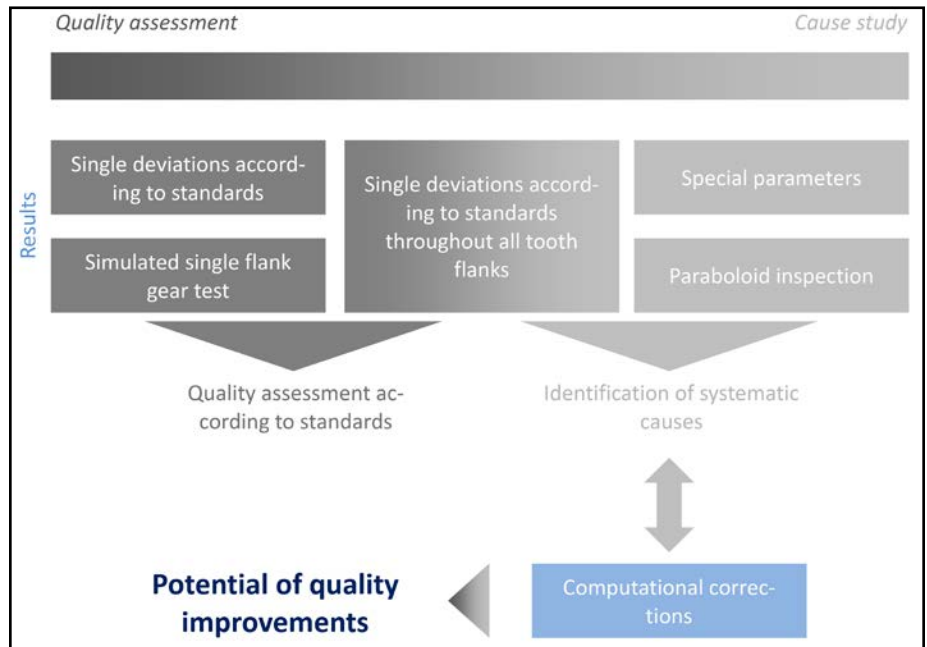 Quality assessment
Cause study
Results
Single deviations accord-
ing to standards
Simulated single flank
gear test
Single deviations accord-
ing to standards
throughout all tooth
flanks
Special parameters
Paraboloid inspection
Quality assessment ac-
cording to standards
Identification of systematic
causes
Potential of quality
improvements
Computational correc-
tions